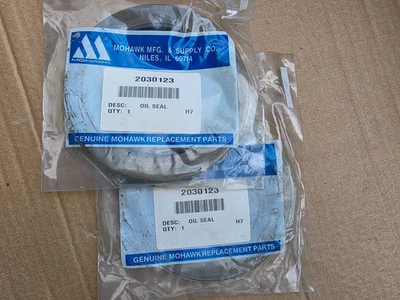 MOHAWK MFG. & SUPPLY CO.
NILES, IL 60714
MOHAWK
2030123
DESC: OIL SEAL
QTY: 1 H7
GENUINE MOHAWK REPLACEMENT PARTS
2030123
DESC: OIL SEAL H7
QTY: 1
GENUINE MOHAWK REPLACEMENT PARTS